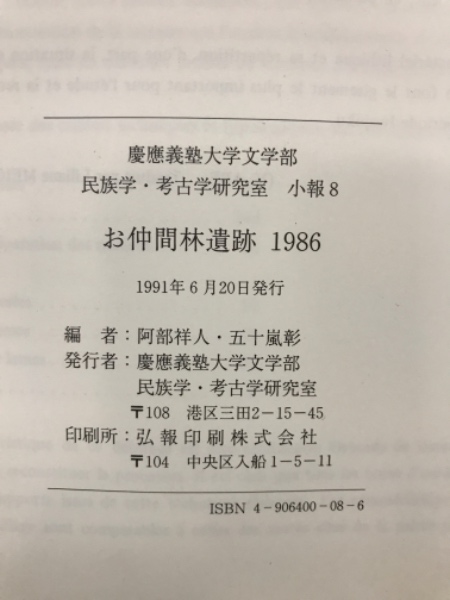 慶應義塾大学文学部
民族学・考古学研究室 小報8
お仲間林遺跡 1986
1991年6月20日発行
編 者：阿部祥人・五十嵐彰
発行者：慶應義塾大学文学部
民族学・考古学研究室
〒108 港区三田2-15-45
印刷所：弘報印刷株式会社
〒104 中央区入船1-5-11
ISBN 4-906400-08-6